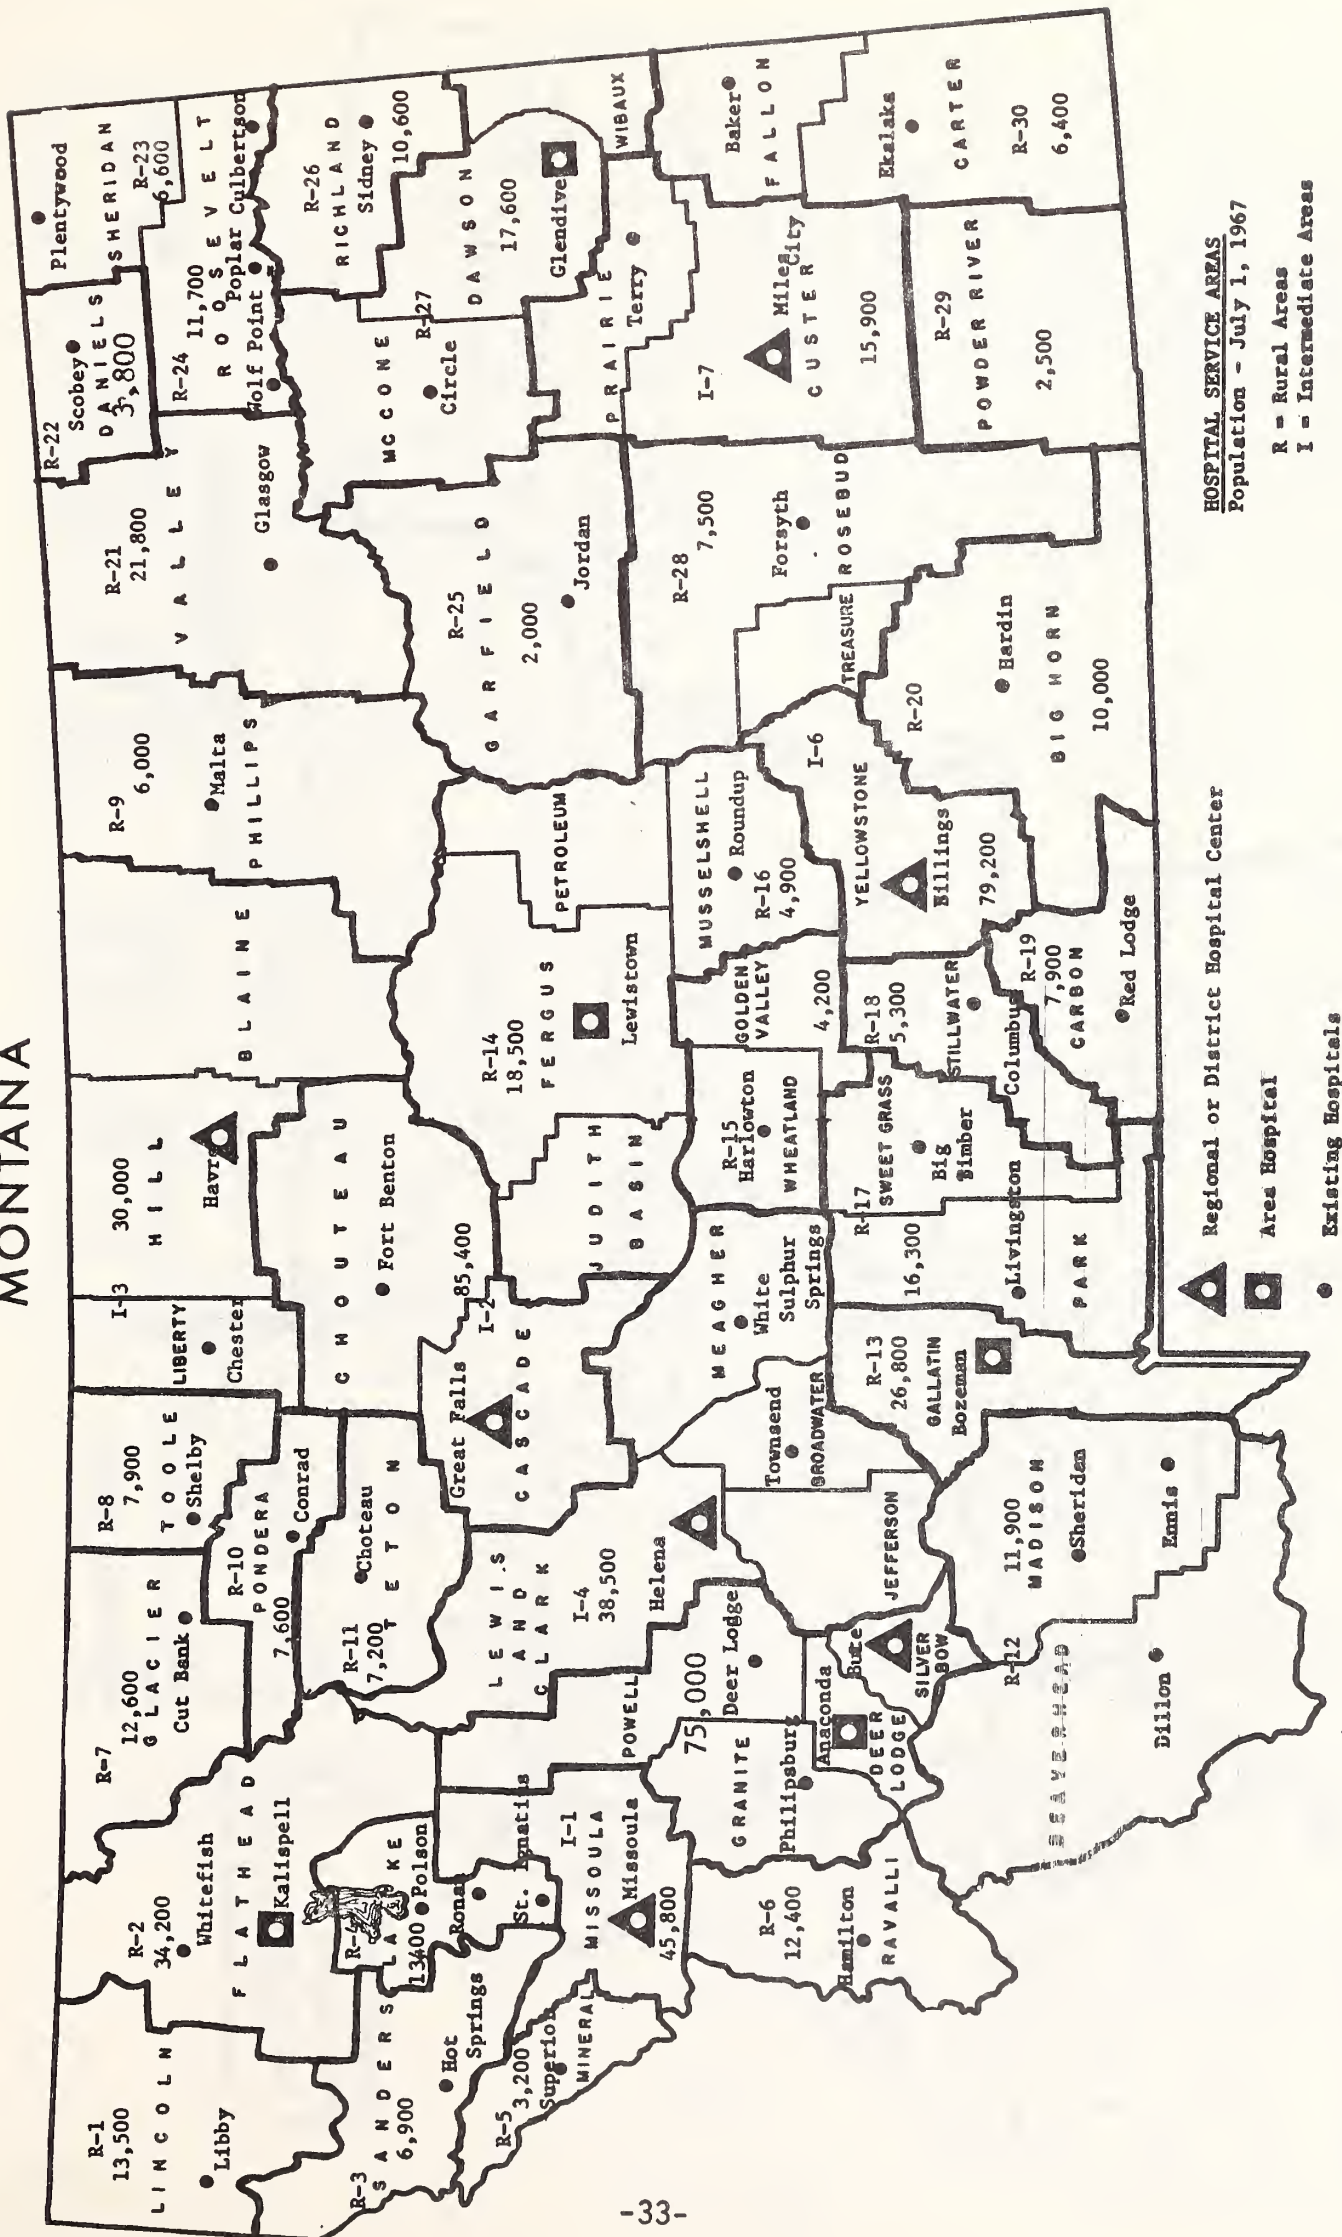 MONTANA
R-1
13,500
LINCOLN
Libby
R-2
34,200
Whitefish
FLATHEAD
Kalispell
R-3
SANDERS
6,900
Hot
Springs
R-4
LAKE
13400
Polson
Ronan
St. Ignatius
R-5
3,200
Superior
MINERAL
I-1
MISSOULA
Missoula
45,800
R-6
12,400
Hamilton
RAVALLI
R-7
12,600
GLACIER
Cut Bank
R-8
7,900
TOOLE
Shelby
R-10
PONDERA
7,600
Conrad
R-11
7,200
Choteau
TETON
LEWIS
AND
CLARK
I-4
38,500
Helena
POWELL
75,000
Deer Lodge
GRANITE
Philipsburg
Anaconda
DEER
LODGE
Butte
SILVER
BOW
JEFFERSON
R-12
BEAVERHEAD
Dillon
11,900
MADISON
Sheridan
Ennis
LIBERTY
Chester
I-3
30,000
HILL
Havre
BLAINE
CHOUTEAU
Fort Benton
I-2
85,400
Great Falls
CASCADE
JUDITH
BASIN
MEAGHER
White
Sulphur
Springs
Townsend
BROADWATER
R-13
26,800
GALLATIN
Bozeman
16,300
Livingston
PARK
R-9
6,000
Malta
PHILLIPS
R-14
18,500
FERGUS
Lewistown
PETROLEUM
R-15
Harlowton
WHEATLAND
GOLDEN
VALLEY
4,200
MUSSELSHELL
Roundup
R-16
4,900
R-17
SWEET GRASS
Big
Timber
R-18
5,300
STILLWATER
Columbus
R-19
7,900
CARBON
Red Lodge
I-6
YELLOWSTONE
Billings
79,200
R-20
Hardin
BIG HORN
10,000
R-21
21,800
VALLEY
Glasgow
R-22
Scobey
DANIELS
3,800
Plentywood
SHERIDAN
R-23
6,600
R-24
11,700
ROOSEVELT
Wolf Point
Poplar
Culbertson
R-25
GARFIELD
2,000
Jordan
R-26
RICHLAND
Sidney
10,600
MCCONE
R-27
Circle
DAWSON
17,600
Glendive
PRAIRIE
Terry
WIBAUX
R-28
7,500
Forsyth
ROSEBUD
TREASURE
I-7
Miles
City
CUSTER
15,900
R-29
POWDER RIVER
2,500
Baker
FALLON
Ekalaka
CARTER
R-30
6,400
Regional or District Hospital Center
Area Hospital
Existing Hospitals
HOSPITAL SERVICE AREAS
Population - July 1, 1967
R = Rural Areas
I = Intermediate Areas
-33-